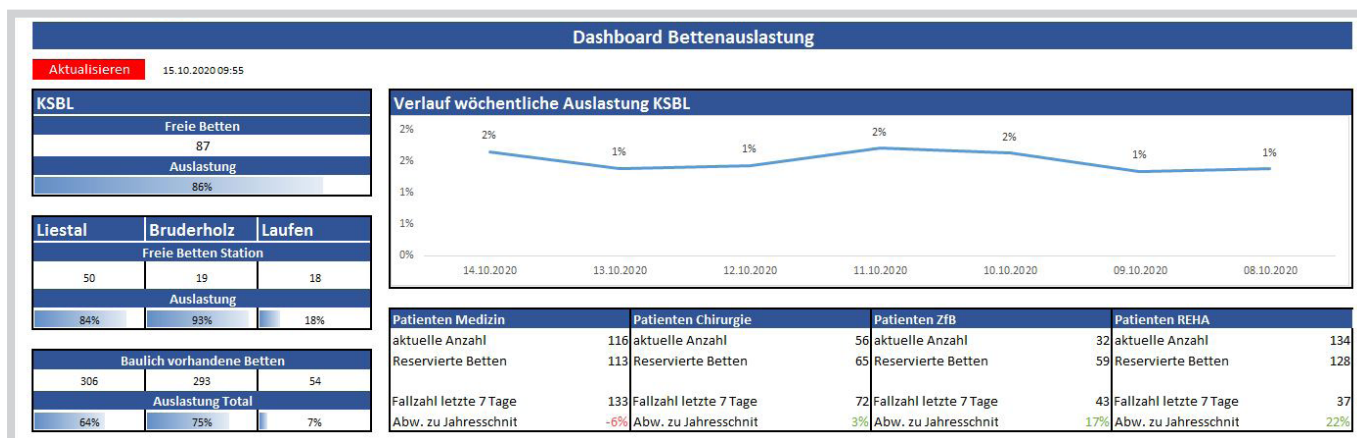 Dashboard Bettenauslastung
Aktualisieren 15.10.2020 09:55
KSBL
Freie Betten
87
Auslastung
86%
Liestal Bruderholz Laufen
Freie Betten Station
50 19 18
Auslastung
84% 93% 18%
Baulich vorhandene Betten
306 293 54
Auslastung Total
64% 75% 7%
Verlauf wöchentliche Auslastung KSBL
2%
2%
1%
1%
0%
2% 1% 1% 2% 2% 1% 1%
14.10.2020 13.10.2020 12.10.2020 11.10.2020 10.10.2020 09.10.2020 08.10.2020
Patienten Medizin Patienten Chirurgie Patienten ZfB Patienten REHA
aktuelle Anzahl 116 aktuelle Anzahl 56 aktuelle Anzahl 32 aktuelle Anzahl 134
Reservierte Betten 113 Reservierte Betten 65 Reservierte Betten 59 Reservierte Betten 128
Fallzahl letzte 7 Tage 133 Fallzahl letzte 7 Tage 72 Fallzahl letzte 7 Tage 43 Fallzahl letzte 7 Tage 37
Abw. zu Jahresschnit -6% Abw. zu Jahresschnit 3% Abw. zu Jahresschnit 17% Abw. zu Jahresschnit 22%